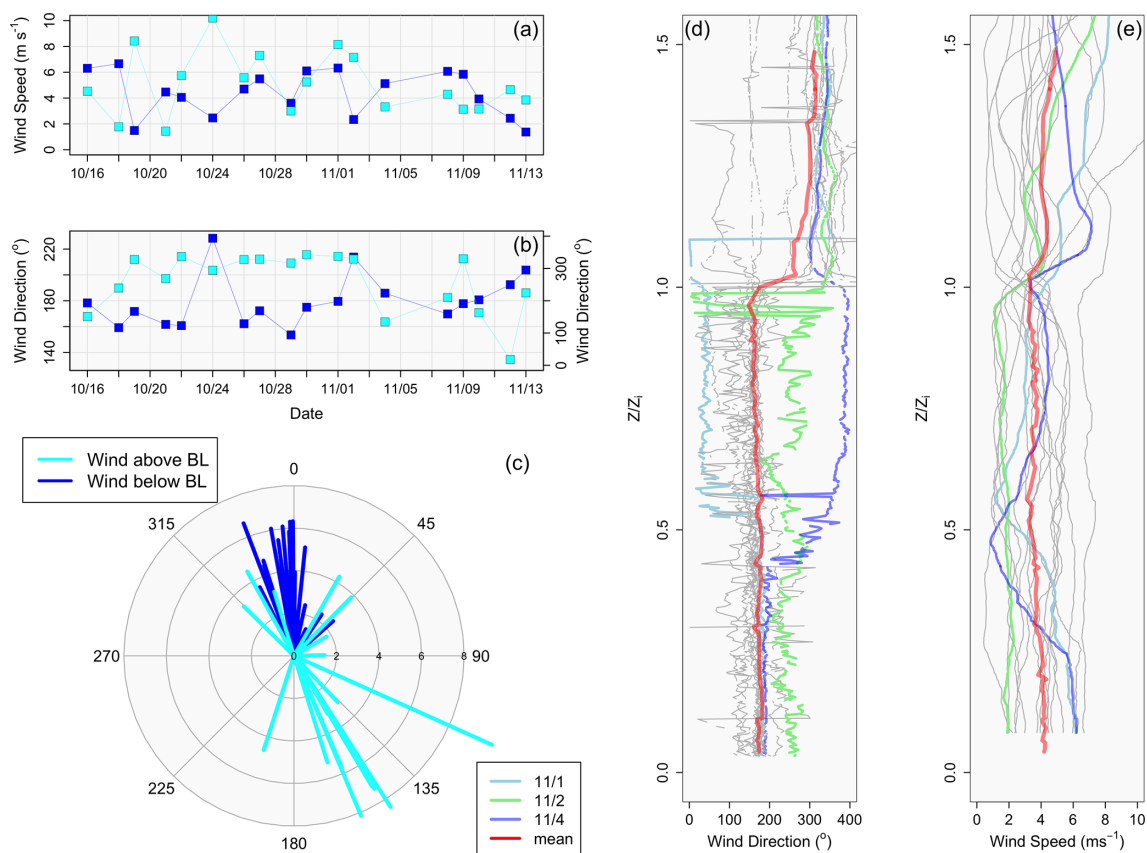 (a)
Wind Speed (m s-1)
10
8
6
4
2
0
10/16 10/20 10/24 10/28 11/01 11/05 11/09 11/13
(b)
Wind Direction (o)
220
180
140
300
100
0
Wind Direction (o)
10/16 10/20 10/24 10/28 11/01 11/05 11/09 11/13
Date
Wind above BL
Wind below BL
(c)
0
45
90
135
180
225
270
315
0 2 4 6 8
11/1
11/2
11/4
mean
(d)
Z/Zi
1.5
1.0
0.5
0.0
0 100 200 300 400
Wind Direction (o)
(e)
Z/Zi
1.5
1.0
0.5
0.0
0 2 4 6 8 10
Wind Speed (ms-1)